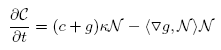 ∂𝒞/∂t = (c + g)κ𝒩 − ⟨▽g, 𝒩⟩𝒩